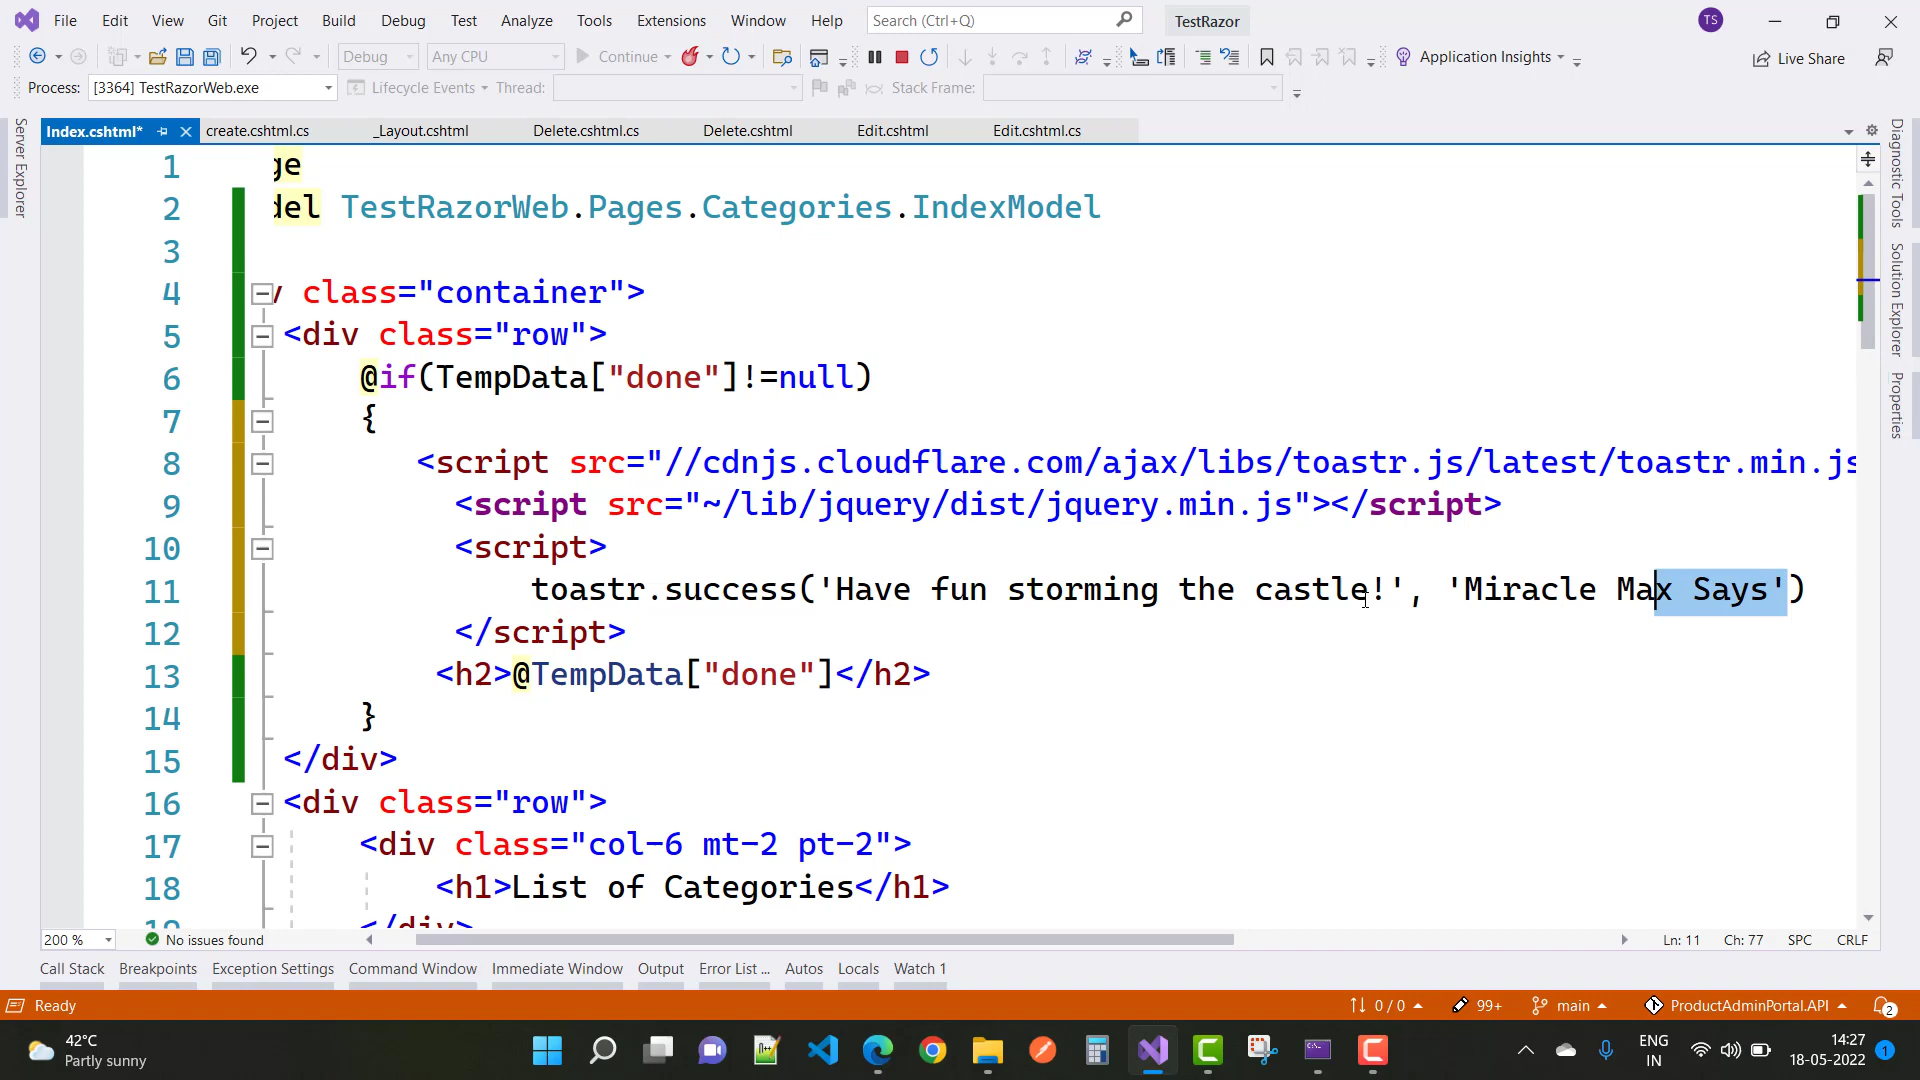 File Edit View Git Project Build Debug Test Analyze Tools Extensions Window Help Search (Ctrl+Q) TestRazor TS
Debug Any CPU Continue Application Insights Live Share
Process: [3364] TestRazorWeb.exe Lifecycle Events Thread: Stack Frame:
Server Explorer
Index.cshtml* create.cshtml.cs _Layout.cshtml Delete.cshtml.cs Delete.cshtml Edit.cshtml Edit.cshtml.cs
Diagnostic Tools
Solution Explorer
Properties
1 ge
2 del TestRazorWeb.Pages.Categories.IndexModel
3
4 class="container">
5 <div class="row">
6 @if(TempData["done"]!=null)
7 {
8 <script src="//cdnjs.cloudflare.com/ajax/libs/toastr.js/latest/toastr.min.js
9 <script src="~/lib/jquery/dist/jquery.min.js"></script>
10 <script>
11 toastr.success('Have fun storming the castle!', 'Miracle Max Says')
12 </script>
13 <h2>@TempData["done"]</h2>
14 }
15 </div>
16 <div class="row">
17 <div class="col-6 mt-2 pt-2">
18 <h1>List of Categories</h1>
19 </div>
200 % No issues found Ln: 11 Ch: 77 SPC CRLF
Call Stack Breakpoints Exception Settings Command Window Immediate Window Output Error List ... Autos Locals Watch 1
Ready 0 / 0 99+ main ProductAdminPortal.API 2
42°C
Partly sunny
ENG
IN
14:27
18-05-2022
1